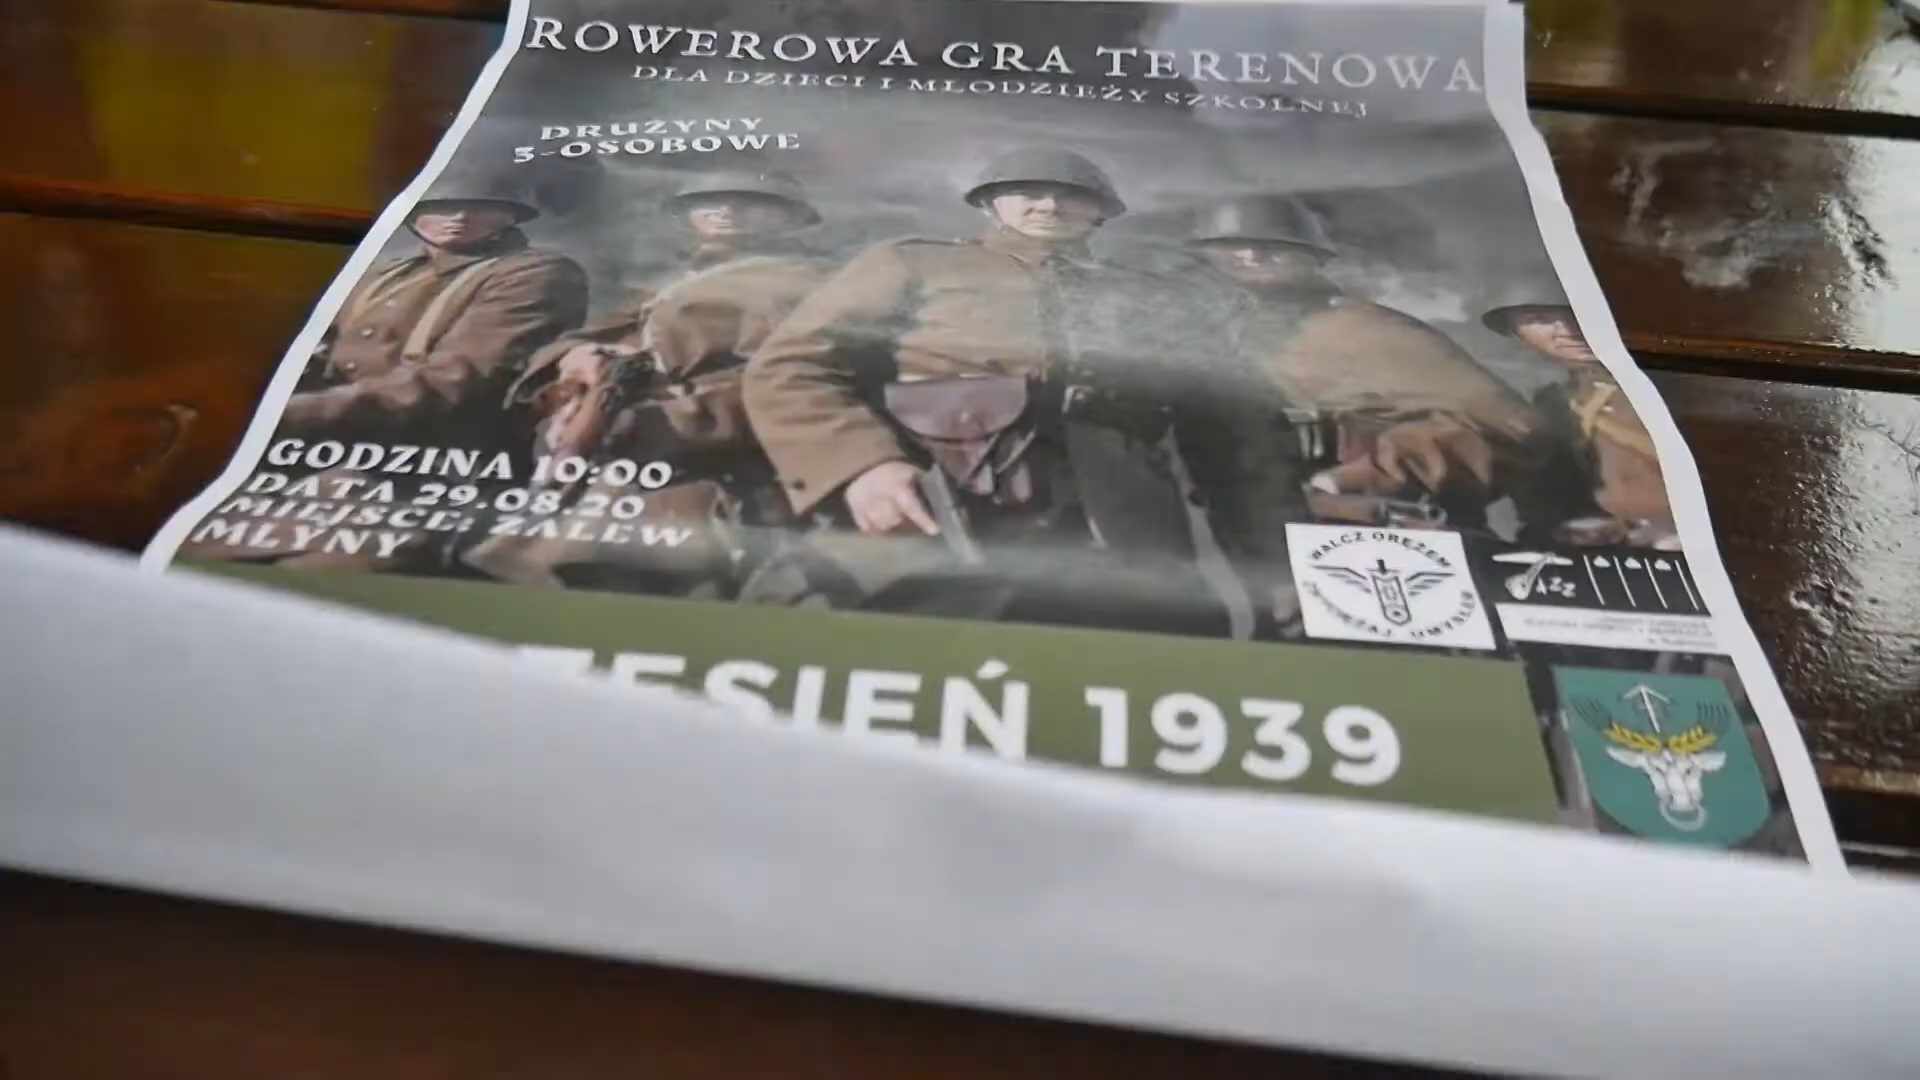 ROWEROWA GRA TERENOWA
DLA DZIECI I MŁODZIEŻY SZKOLNEJ
DRUŻYNY
5-OSOBOWE
GODZINA 10:00
DATA 29.08.20
MIEJSCE: ZALEW
MŁYNY
WALCZ ORĘŻEM
ZWYCIĘŻAJ UMYSŁEM
ZESIEŃ 1939